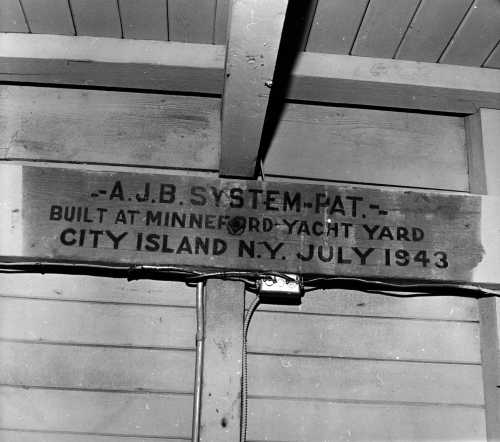 -A.J.B. SYSTEM-PAT.-
BUILT AT MINNEFORD-YACHT YARD
CITY ISLAND N.Y. JULY 1943